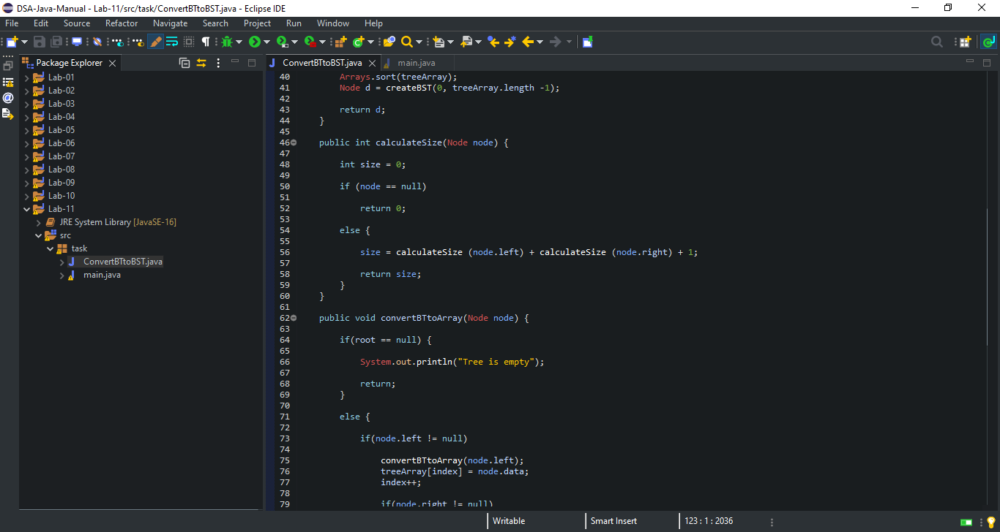 DSA-Java-Manual - Lab-11/src/task/ConvertBTtoBST.java - Eclipse IDE
File Edit Source Refactor Navigate Search Project Run Window Help
Package Explorer
Lab-01
Lab-02
Lab-03
Lab-04
Lab-05
Lab-06
Lab-07
Lab-08
Lab-09
Lab-10
Lab-11
JRE System Library [JavaSE-16]
src
task
ConvertBTtoBST.java
main.java
ConvertBTtoBST.java main.java
40 Arrays.sort(treeArray);
41 Node d = createBST(0, treeArray.length -1);
42
43 return d;
44 }
45
46 public int calculateSize(Node node) {
47
48 int size = 0;
49
50 if (node == null)
51
52 return 0;
53
54 else {
55
56 size = calculateSize (node.left) + calculateSize (node.right) + 1;
57
58 return size;
59 }
60 }
61
62 public void convertBTtoArray(Node node) {
63
64 if(root == null) {
65
66 System.out.println("Tree is empty");
67
68 return;
69 }
70
71 else {
72
73 if(node.left != null)
74
75 convertBTtoArray(node.left);
76 treeArray[index] = node.data;
77 index++;
78
79 if(node.right != null)
Writable Smart Insert 123 : 1 : 2036